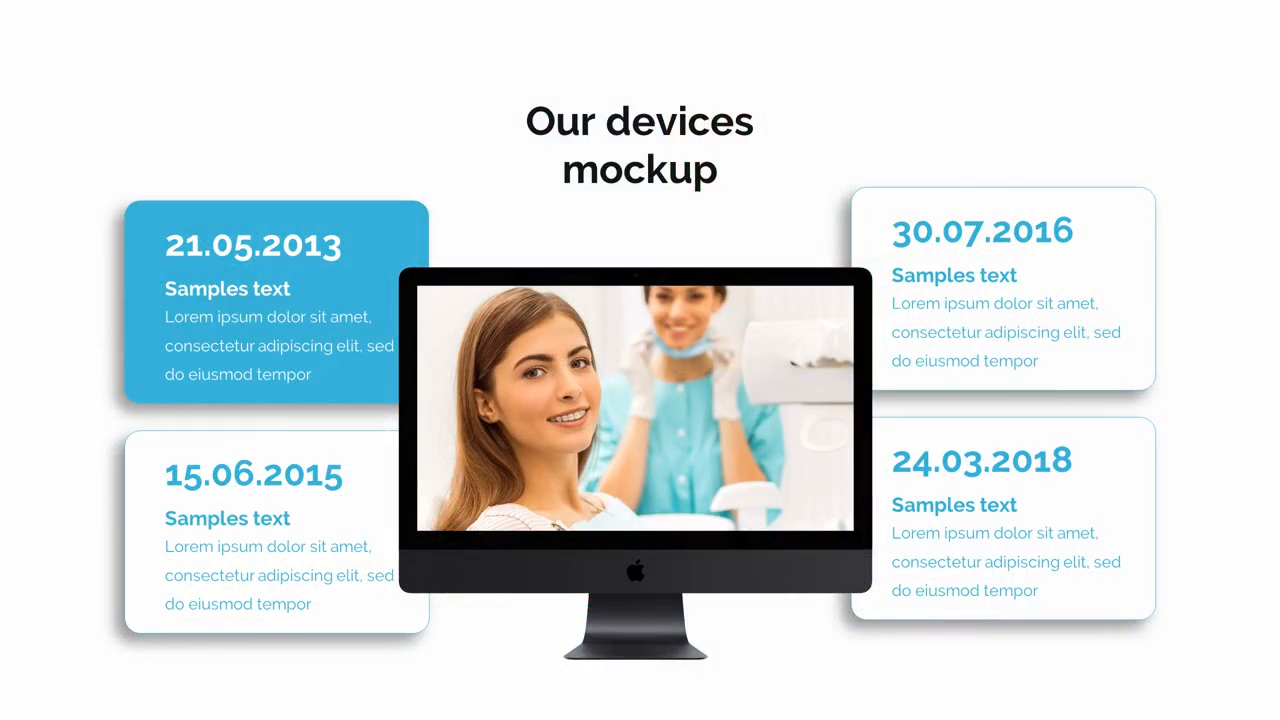 Our devices
mockup
21.05.2013
Samples text
Lorem ipsum dolor sit amet,
consectetur adipiscing elit, sed
do eiusmod tempor
15.06.2015
Samples text
Lorem ipsum dolor sit amet,
consectetur adipiscing elit, sed
do eiusmod tempor
30.07.2016
Samples text
Lorem ipsum dolor sit amet,
consectetur adipiscing elit, sed
do eiusmod tempor
24.03.2018
Samples text
Lorem ipsum dolor sit amet,
consectetur adipiscing elit, sed
do eiusmod tempor